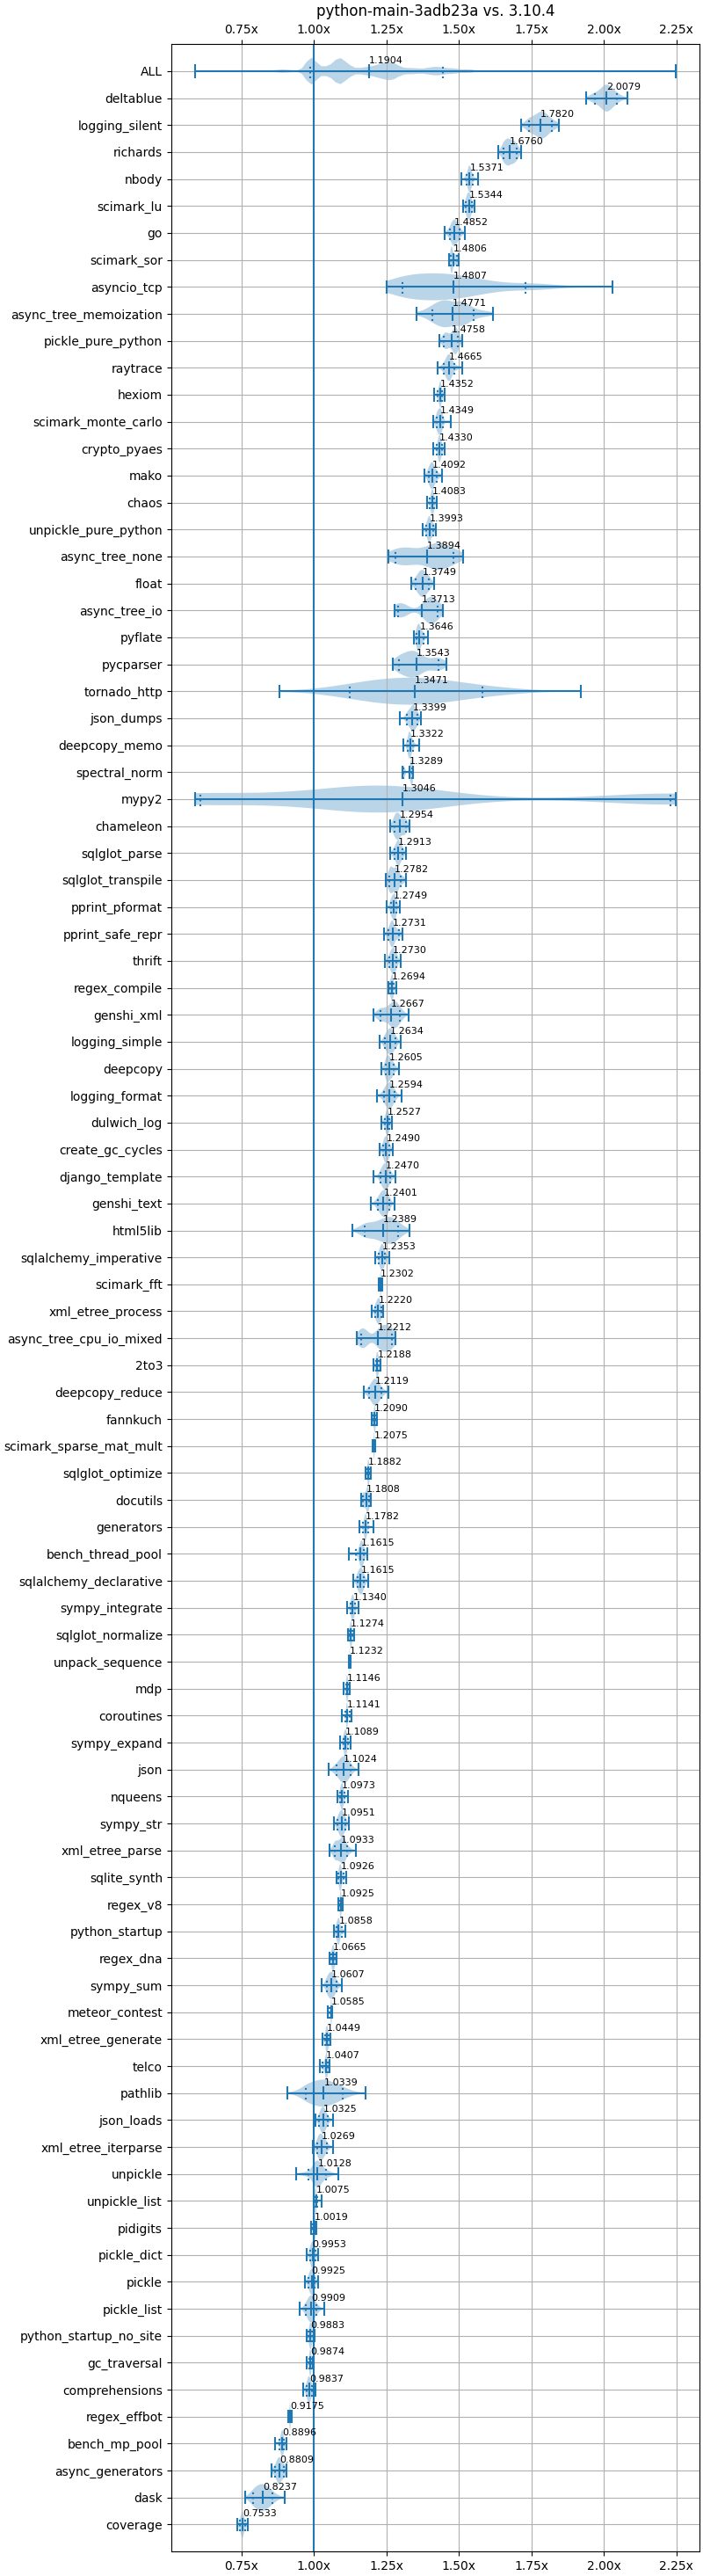 python-main-3adb23a vs. 3.10.4
0.75x 1.00x 1.25x 1.50x 1.75x 2.00x 2.25x
ALL 1.1904
deltablue 2.0079
logging_silent 1.7820
richards 1.6760
nbody 1.5371
scimark_lu 1.5344
go 1.4852
scimark_sor 1.4806
asyncio_tcp 1.4807
async_tree_memoization 1.4771
pickle_pure_python 1.4758
raytrace 1.4665
hexiom 1.4352
scimark_monte_carlo 1.4349
crypto_pyaes 1.4330
mako 1.4092
chaos 1.4083
unpickle_pure_python 1.3993
async_tree_none 1.3894
float 1.3749
async_tree_io 1.3713
pyflate 1.3646
pycparser 1.3543
tornado_http 1.3471
json_dumps 1.3399
deepcopy_memo 1.3322
spectral_norm 1.3289
mypy2 1.3046
chameleon 1.2954
sqlglot_parse 1.2913
sqlglot_transpile 1.2782
pprint_pformat 1.2749
pprint_safe_repr 1.2731
thrift 1.2730
regex_compile 1.2694
genshi_xml 1.2667
logging_simple 1.2634
deepcopy 1.2605
logging_format 1.2594
dulwich_log 1.2527
create_gc_cycles 1.2490
django_template 1.2470
genshi_text 1.2401
html5lib 1.2389
sqlalchemy_imperative 1.2353
scimark_fft 1.2302
xml_etree_process 1.2220
async_tree_cpu_io_mixed 1.2212
2to3 1.2188
deepcopy_reduce 1.2119
fannkuch 1.2090
scimark_sparse_mat_mult 1.2075
sqlglot_optimize 1.1882
docutils 1.1808
generators 1.1782
bench_thread_pool 1.1615
sqlalchemy_declarative 1.1615
sympy_integrate 1.1340
sqlglot_normalize 1.1274
unpack_sequence 1.1232
mdp 1.1146
coroutines 1.1141
sympy_expand 1.1089
json 1.1024
nqueens 1.0973
sympy_str 1.0951
xml_etree_parse 1.0933
sqlite_synth 1.0926
regex_v8 1.0925
python_startup 1.0858
regex_dna 1.0665
sympy_sum 1.0607
meteor_contest 1.0585
xml_etree_generate 1.0449
telco 1.0407
pathlib 1.0339
json_loads 1.0325
xml_etree_iterparse 1.0269
unpickle 1.0128
unpickle_list 1.0075
pidigits 1.0019
pickle_dict 0.9953
pickle 0.9925
pickle_list 0.9909
python_startup_no_site 0.9883
gc_traversal 0.9874
comprehensions 0.9837
regex_effbot 0.9175
bench_mp_pool 0.8896
async_generators 0.8809
dask 0.8237
coverage 0.7533
0.75x 1.00x 1.25x 1.50x 1.75x 2.00x 2.25x